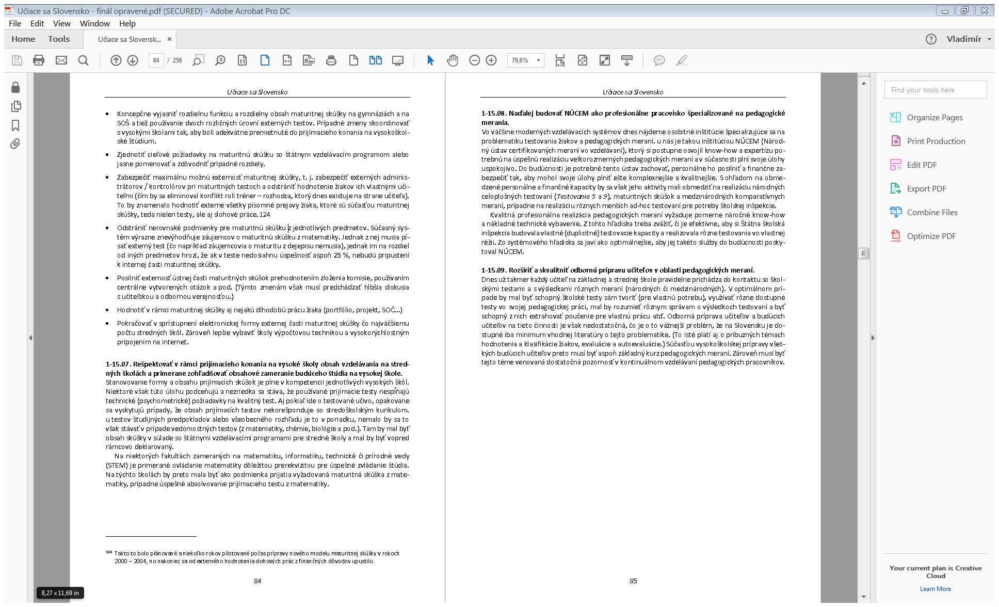 Učiace sa Slovensko - finál opravené.pdf (SECURED) - Adobe Acrobat Pro DC
File Edit View Window Help
Home Tools Učiace sa Slovensk... × ? Vladimír
84 / 258 79,8%
Učiace sa Slovensko
• Koncepčne vyjasniť rozdielnu funkciu a rozdielny obsah maturitnej skúšky na gymnáziách a na
SOŠ a tiež používanie dvoch rozličných úrovní externých testov. Prípadné zmeny skoordinovať
s vysokými školami tak, aby boli adekvátne premietnuté do prijímacieho konania na vysokoškol-
ské štúdium.
• Zjednotiť cieľové požiadavky na maturitnú skúšku so štátnym vzdelávacím programom alebo
jasne pomenovať a zdôvodniť prípadné rozdiely.
• Zabezpečiť maximálnu možnú externosť maturitnej skúšky, t. j. zabezpečiť externých adminis-
trátorov / kontrolórov pri maturitných testoch a odstrániť hodnotenie žiakov ich vlastnými uči-
teľmi (čím by sa eliminoval konflikt rolí tréner – rozhodca, ktorý dnes existuje na strane učiteľa).
To by znamenalo hodnotiť externe všetky písomné prejavy žiaka, ktoré sú súčasťou maturitnej
skúšky, teda nielen testy, ale aj slohové práce. 124
• Odstrániť nerovnaké podmienky pre maturitnú skúšku z jednotlivých predmetov. Súčasný sys-
tém výrazne znevýhodňuje záujemcov o maturitnú skúšku z matematiky. Jednak z nej musia pí-
sať externý test (čo napríklad záujemcovia o maturitu z dejepisu nemusia), jednak im na rozdiel
od iných predmetov hrozí, že ak v teste nedosiahnu úspešnosť aspoň 25 %, nebudú pripustení
k internej časti maturitnej skúšky.
• Posilniť externosť ústnej časti maturitných skúšok prehodnotením zloženia komisie, používaním
centrálne vytvorených otázok a pod. (Týmto zmenám však musí predchádzať hlbšia diskusia
s učiteľskou a odbornou verejnosťou.)
• Hodnotiť v rámci maturitnej skúšky aj nejakú dlhodobú prácu žiaka (portfólio, projekt, SOČ...)
• Pokračovať v sprístupnení elektronickej formy externej časti maturitnej skúšky čo najväčšiemu
počtu stredných škôl. Zároveň lepšie vybaviť školy výpočtovou technikou a vysokorýchlostným
pripojením na internet.
1-15.07. Rešpektovať v rámci prijímacieho konania na vysoké školy obsah vzdelávania na stred-
ných školách a primerane zohľadňovať obsahové zameranie budúceho štúdia na vysokej škole.
Stanovovanie formy a obsahu prijímacích skúšok je plne v kompetencii jednotlivých vysokých škôl.
Niektoré však túto úlohu podceňujú a nezriedka sa stáva, že používané prijímacie testy nespĺňajú
technické (psychometrické) požiadavky na kvalitný test. Aj pokiaľ ide o testované učivo, opakovane
sa vyskytujú prípady, že obsah prijímacích testov nekorešponduje so stredoškolským kurikulom.
u testov študijných predpokladov alebo všeobecného rozhľadu je to v poriadku, nemalo by sa to
však stávať v prípade vedomostných testov (z matematiky, chémie, biológie a pod.). Tam by mal byť
obsah skúšky v súlade so štátnymi vzdelávacími programami pre stredné školy a mal by byť vopred
rámcovo deklarovaný.
Na niektorých fakultách zameraných na matematiku, informatiku, technické či prírodné vedy
(STEM) je primerané ovládanie matematiky dôležitou prerekvizitou pre úspešné zvládanie štúdia.
Na týchto školách by preto mala byť ako podmienka prijatia vyžadovaná maturitná skúška z mate-
matiky, prípadne úspešné absolvovanie prijímacieho testu z matematiky.
124 Takto to bolo plánované a niekoľko rokov pilotované počas prípravy nového modelu maturitnej skúšky v rokoch
2000 – 2004, no nakoniec sa od externého hodnotenia slohových prác z finančných dôvodov upustilo.
84
8,27 x 11,69 in
Učiace sa Slovensko
1-15.08. Naďalej budovať NÚCEM ako profesionálne pracovisko špecializované na pedagogické
merania.
Vo väčšine moderných vzdelávacích systémov dnes nájdeme osobitné inštitúcie špecializujúce sa na
problematiku testovania žiakov a pedagogických meraní. u nás je takou inštitúciou NÚCEM (Národ-
ný ústav certifikovaných meraní vo vzdelávaní), ktorý si postupne osvojil know-how a expertízu po-
trebnú na úspešnú realizáciu veľkorozmerných pedagogických meraní a v súčasnosti plní svoje úlohy
uspokojivo. Do budúcnosti je potrebné tento ústav zachovať, personálne ho posilniť a finančne za-
bezpečiť tak, aby mohol svoje úlohy plniť ešte komplexnejšie a kvalitnejšie. S ohľadom na obme-
dzené personálne a finančné kapacity by sa však jeho aktivity mali obmedziť na realizáciu národných
celoplošných testovaní (Testovanie 5 a 9), maturitných skúšok a medzinárodných komparatívnych
meraní, prípadne na realizáciu rôznych menších ad-hoc testovaní pre potreby školskej inšpekcie.
Kvalitná profesionálna realizácia pedagogických meraní vyžaduje pomerne náročné know-how
a nákladné technické vybavenie. Z tohto hľadiska treba zvážiť, či je efektívne, aby si Štátna školská
inšpekcia budovala vlastné (duplicitné) testovacie kapacity a realizovala rôzne testovania vo vlastnej
réžii. Zo systémového hľadiska sa javí ako optimálnejšie, aby jej takéto služby do budúcnosti posky-
toval NÚCEM.
1-15.09. Rozšíriť a skvalitniť odbornú prípravu učiteľov v oblasti pedagogických meraní.
Dnes už takmer každý učiteľ na základnej a strednej škole pravidelne prichádza do kontaktu so škol-
skými testami a s výsledkami rôznych meraní (národných či medzinárodných). V optimálnom prí-
pade by mal byť schopný školské testy sám tvoriť (pre vlastnú potrebu), využívať rôzne dostupné
testy vo svojej pedagogickej práci, mal by rozumieť rôznym správam o výsledkoch testovaní a byť
schopný z nich extrahovať poučenie pre vlastnú prácu atď. Odborná príprava učiteľov a budúcich
učiteľov na tieto činnosti je však nedostatočná, čo je o to vážnejší problém, že na Slovensku je do-
stupné iba minimum vhodnej literatúry o tejto problematike. (To isté platí aj o príbuzných témach
hodnotenia a klasifikácie žiakov, evaluácie a autoevaluácie.) Súčasťou vysokoškolskej prípravy všet-
kých budúcich učiteľov preto musí byť aspoň základný kurz pedagogických meraní. Zároveň musí byť
tejto téme venovaná dostatočná pozornosť v kontinuálnom vzdelávaní pedagogických pracovníkov.
85
Find your tools here
Organize Pages
Print Production
Edit PDF
Export PDF
Combine Files
Optimize PDF
Your current plan is Creative
Cloud
Learn More